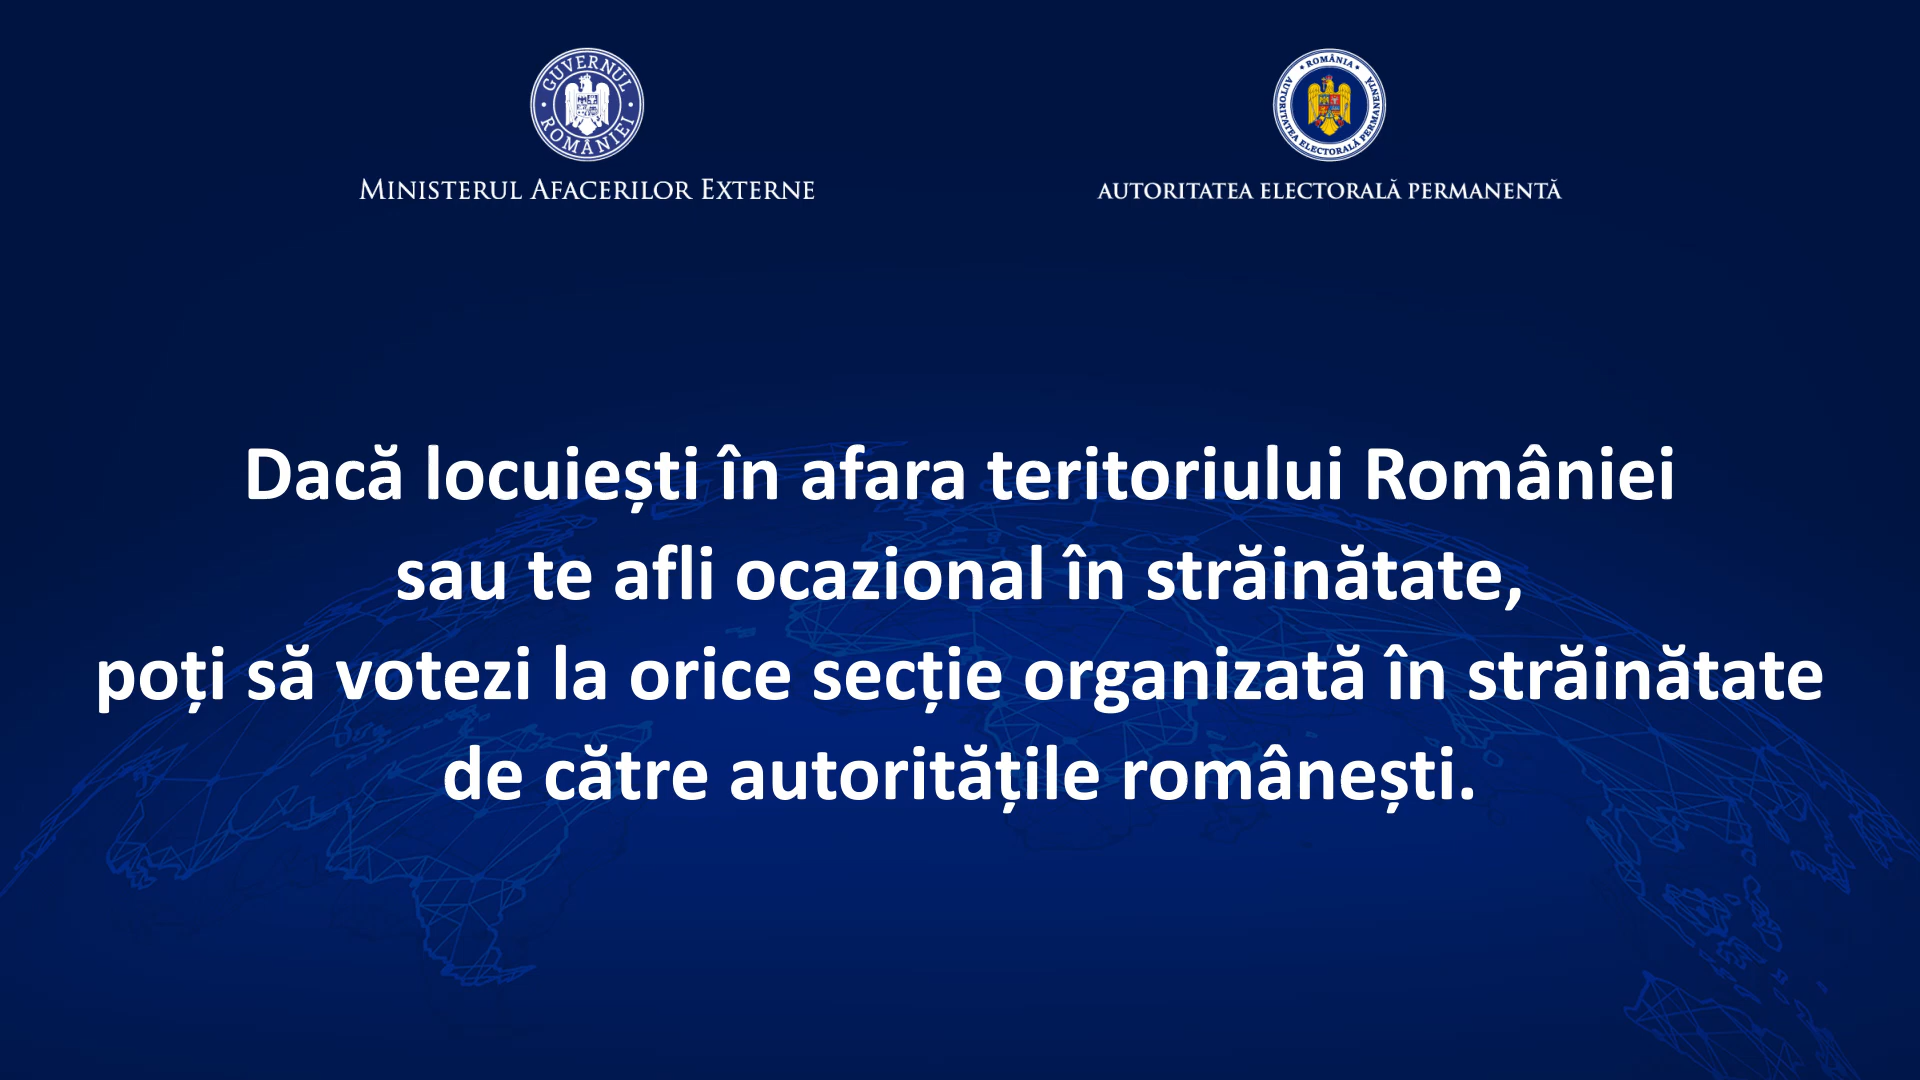 GUVERNUL ROMÂNIEI
MINISTERUL AFACERILOR EXTERNE
ROMÂNIA
AUTORITATEA ELECTORALĂ PERMANENTĂ
AUTORITATEA ELECTORALĂ PERMANENTĂ
Dacă locuiești în afara teritoriului României
sau te afli ocazional în străinătate,
poți să votezi la orice secție organizată în străinătate
de către autoritățile românești.